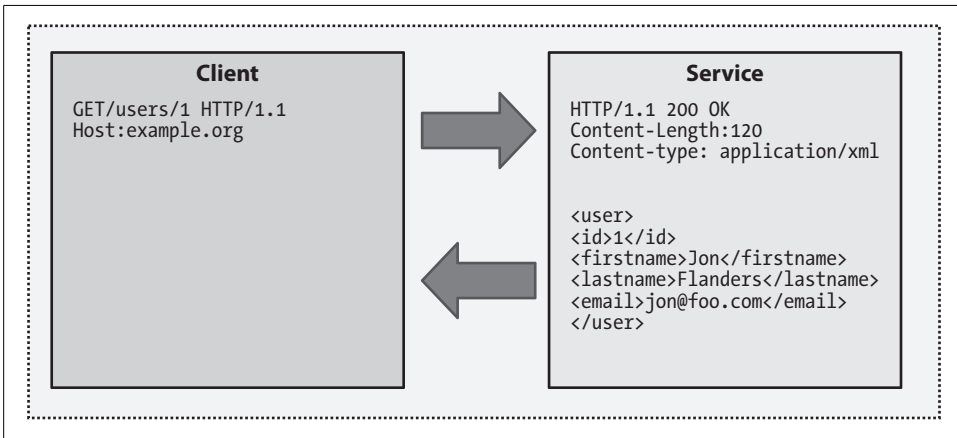 Client
GET/users/1 HTTP/1.1
Host:example.org
Service
HTTP/1.1 200 OK
Content-Length:120
Content-type: application/xml
<user>
<id>1</id>
<firstname>Jon</firstname>
<lastname>Flanders</lastname>
<email>jon@foo.com</email>
</user>